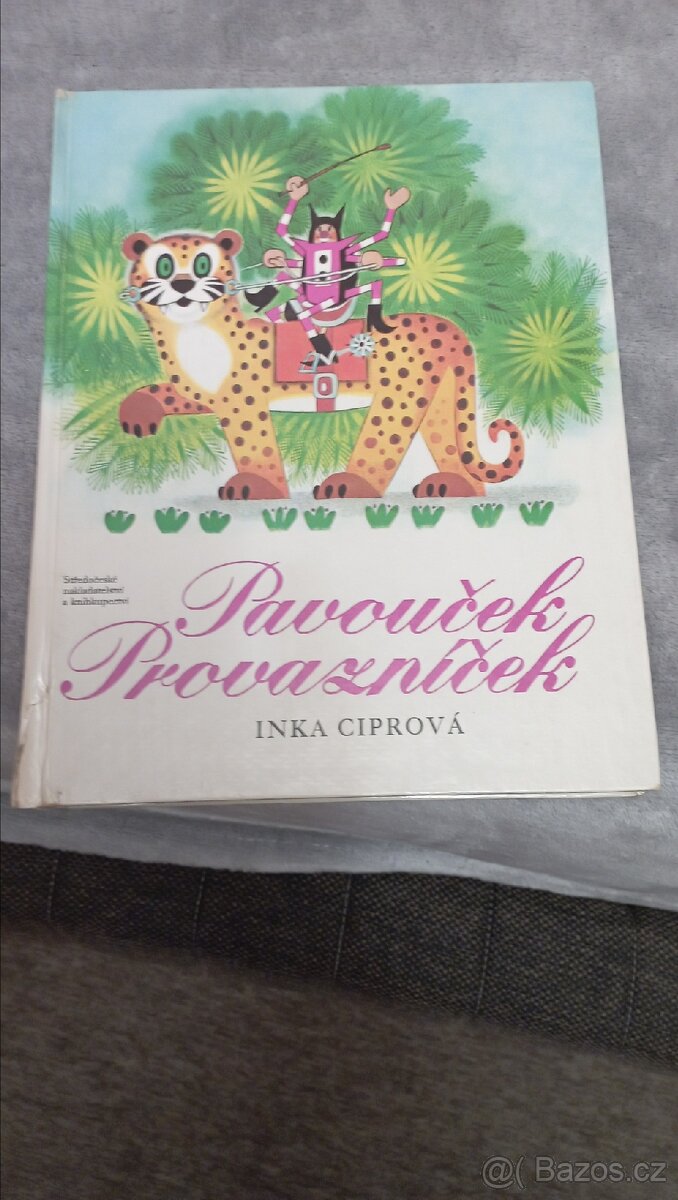 Středočeské
nakladatelství
a knihkupectví
Pavouček
Provazníček
INKA CIPROVÁ
@( Bazos.cz